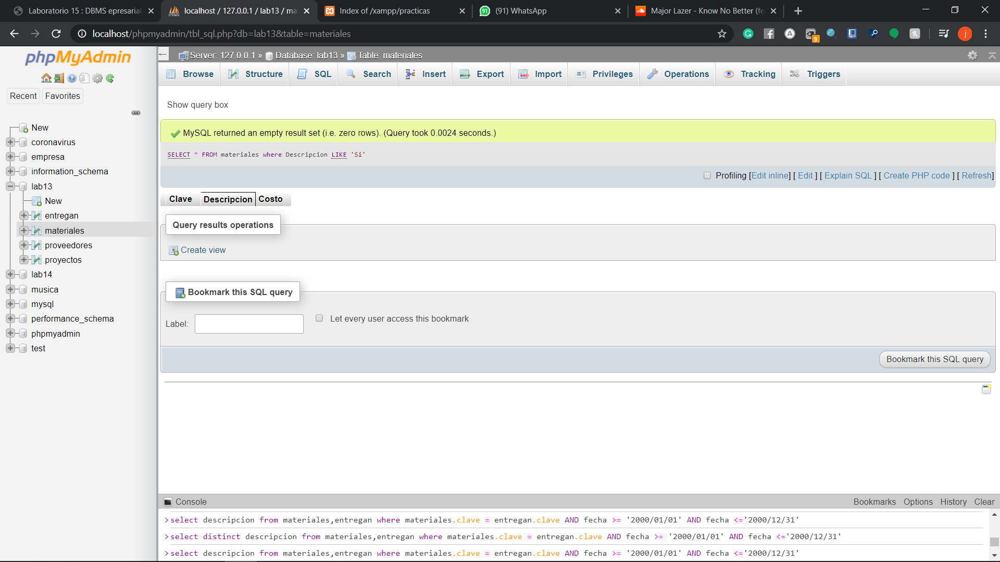 Laboratorio 15 : DBMS epresarial
localhost / 127.0.0.1 / lab13 / ma
Index of /xampp/practicas
(91) WhatsApp
Major Lazer - Know No Better (fe
localhost/phpmyadmin/tbl_sql.php?db=lab13&table=materiales
9
j
phpMyAdmin
Recent
Favorites
New
coronavirus
empresa
information_schema
lab13
New
entregan
materiales
proveedores
proyectos
lab14
musica
mysql
performance_schema
phpmyadmin
test
Server: 127.0.0.1 » Database: lab13 » Table: materiales
Browse
Structure
SQL
Search
Insert
Export
Import
Privileges
Operations
Tracking
Triggers
Show query box
MySQL returned an empty result set (i.e. zero rows). (Query took 0.0024 seconds.)
SELECT * FROM materiales where Descripcion LIKE 'Si'
Profiling [Edit inline] [ Edit ] [ Explain SQL ] [ Create PHP code ] [ Refresh]
Clave
Descripcion
Costo
Query results operations
Create view
Bookmark this SQL query
Label:
Let every user access this bookmark
Bookmark this SQL query
Console
Bookmarks
Options
History
Clear
>select descripcion from materiales,entregan where materiales.clave = entregan.clave AND fecha >= '2000/01/01' AND fecha <='2000/12/31'
>select distinct descripcion from materiales,entregan where materiales.clave = entregan.clave AND fecha >= '2000/01/01' AND fecha <='2000/12/31'
>select descripcion from materiales,entregan where materiales.clave = entregan.clave AND fecha >= '2000/01/01' AND fecha <='2000/12/31'